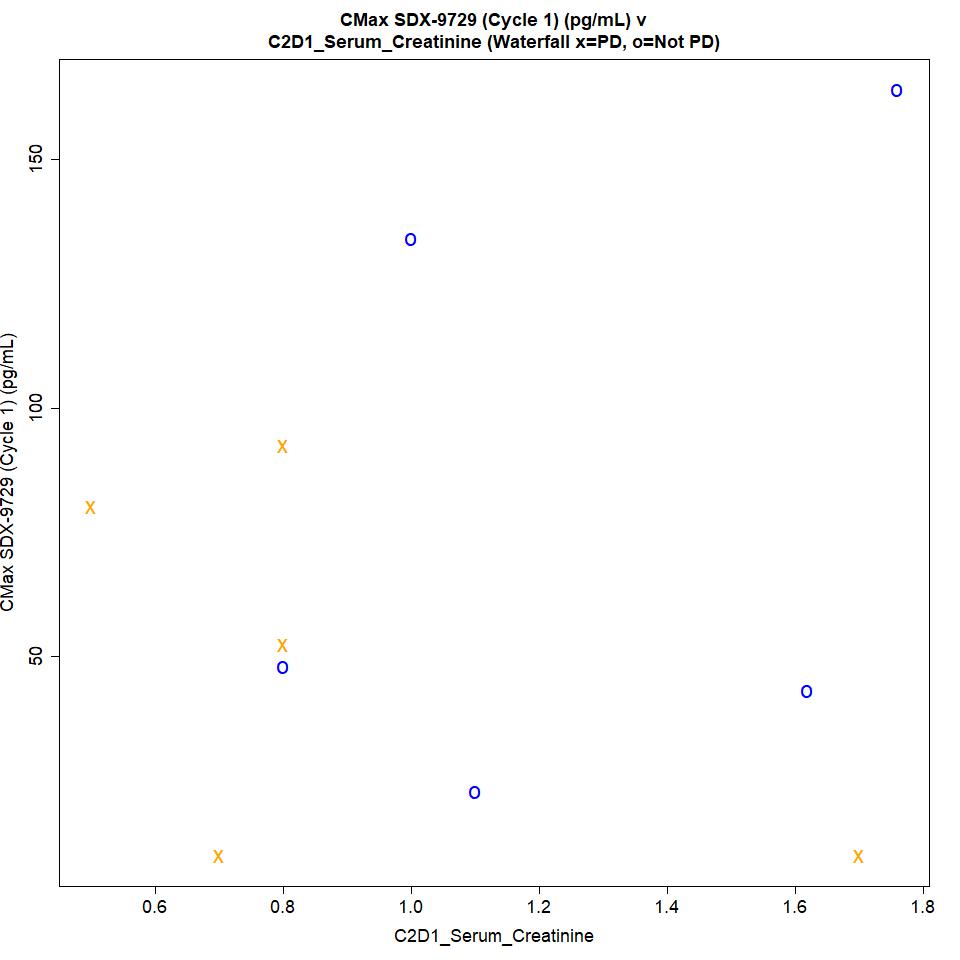 CMax SDX-9729 (Cycle 1) (pg/mL) v
C2D1_Serum_Creatinine (Waterfall x=PD, o=Not PD)
CMax SDX-9729 (Cycle 1) (pg/mL)
150
100
50
o
o
x
x
x
o
o
o
x
x
0.6
0.8
1.0
1.2
1.4
1.6
1.8
C2D1_Serum_Creatinine